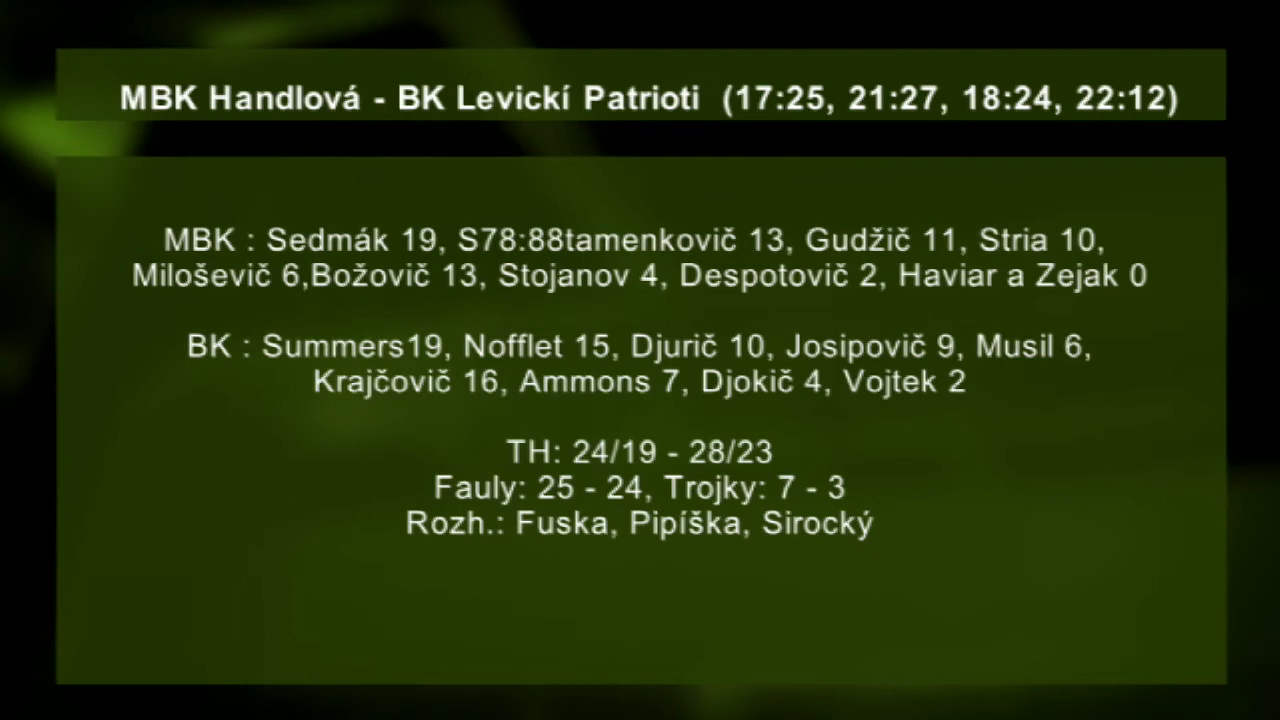 MBK Handlová - BK Levickí Patrioti (17:25, 21:27, 18:24, 22:12)
MBK : Sedmák 19, S78:88tamenkovič 13, Gudžič 11, Stria 10,
Miloševič 6,Božovič 13, Stojanov 4, Despotovič 2, Haviar a Zejak 0
BK : Summers19, Nofflet 15, Djurič 10, Josipovič 9, Musil 6,
Krajčovič 16, Ammons 7, Djokič 4, Vojtek 2
TH: 24/19 - 28/23
Fauly: 25 - 24, Trojky: 7 - 3
Rozh.: Fuska, Pipíška, Sirocký